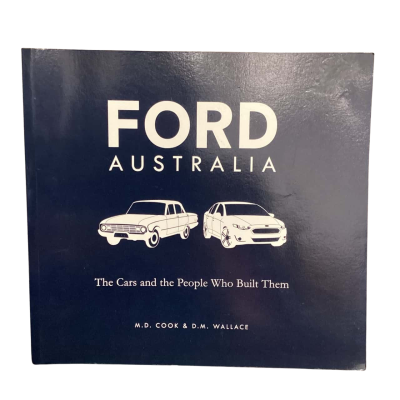 FORD
AUSTRALIA
The Cars and the People Who Built Them
M.D. COOK & D.M. WALLACE